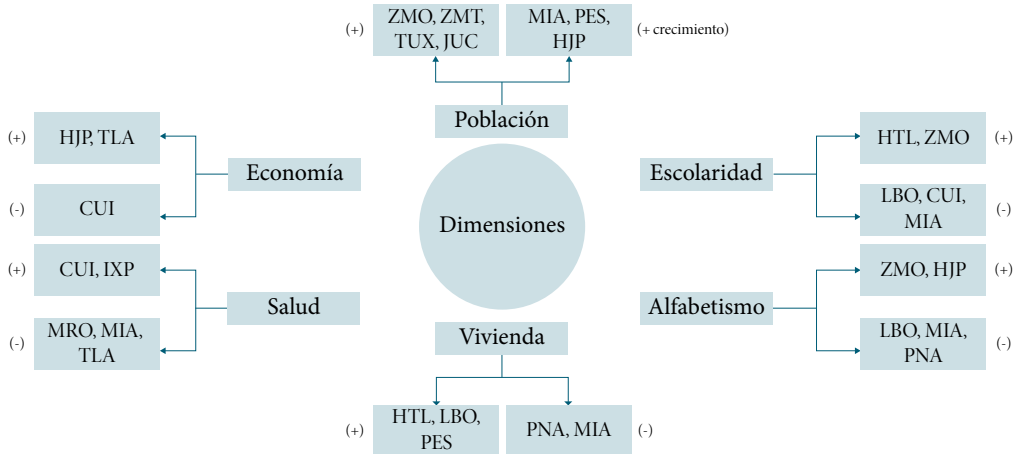 (+)
ZMO, ZMT,
TUX, JUC
MIA, PES,
HJP
(+ crecimiento)
Población
(+)
HJP, TLA
Economía
(-)
CUI
(+)
CUI, IXP
Salud
(-)
MRO, MIA,
TLA
Dimensiones
Escolaridad
HTL, ZMO
(+)
LBO, CUI,
MIA
(-)
Alfabetismo
ZMO, HJP
(+)
LBO, MIA,
PNA
(-)
Vivienda
(+)
HTL, LBO,
PES
PNA, MIA
(-)